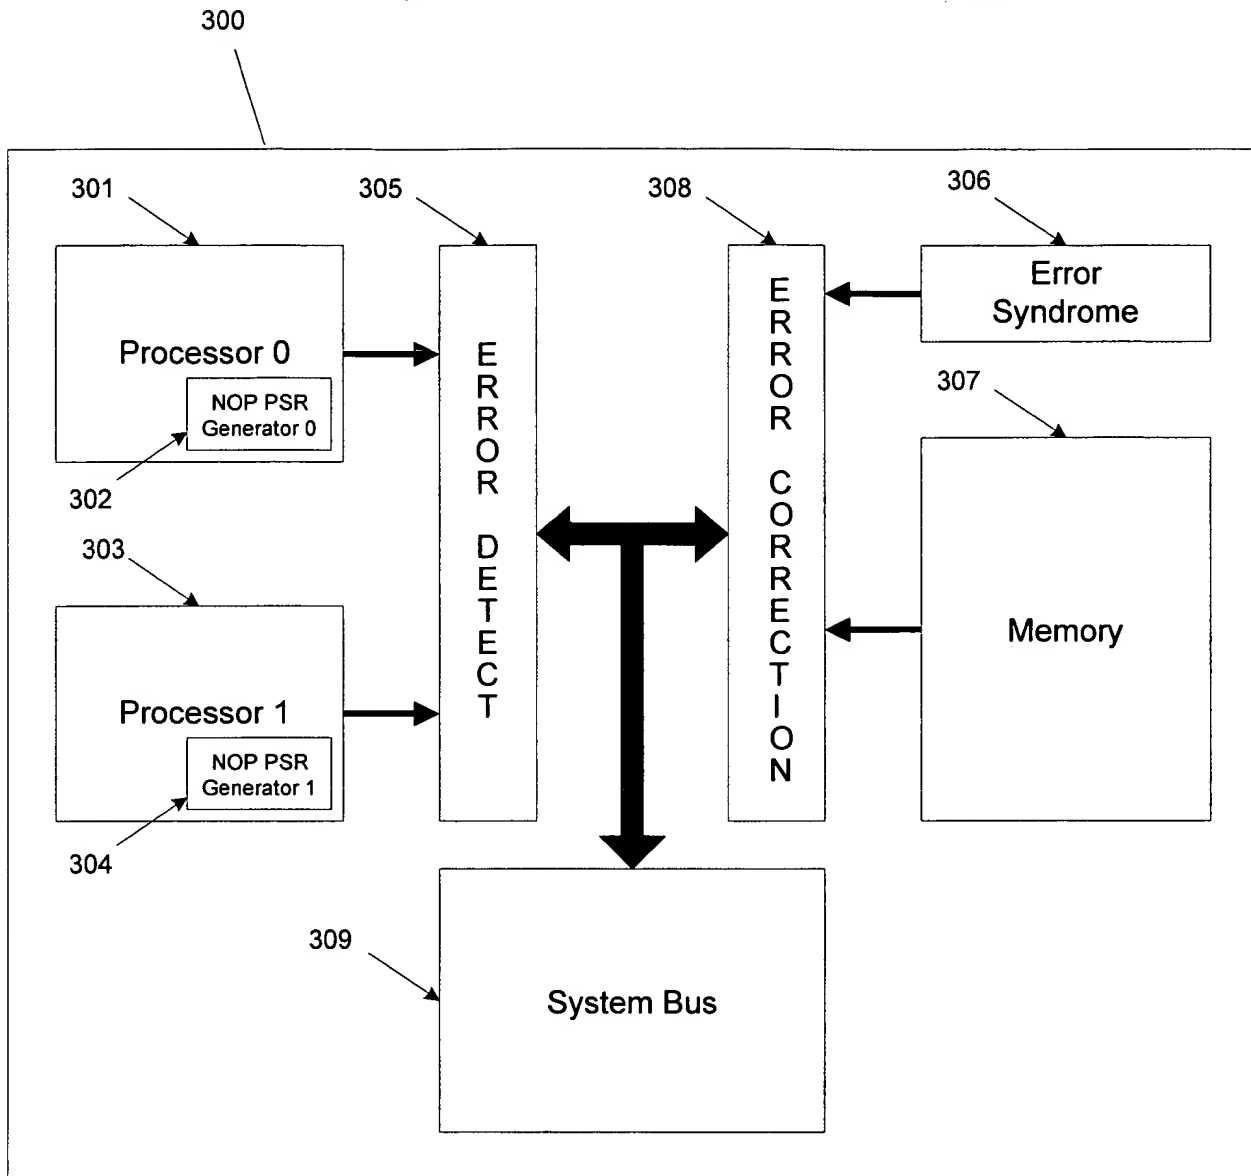 300
301
305
308
306
Error
Syndrome
Processor 0
NOP PSR
Generator 0
302
ERROR DETECT
ERROR CORRECTION
307
Memory
303
Processor 1
NOP PSR
Generator 1
304
309
System Bus